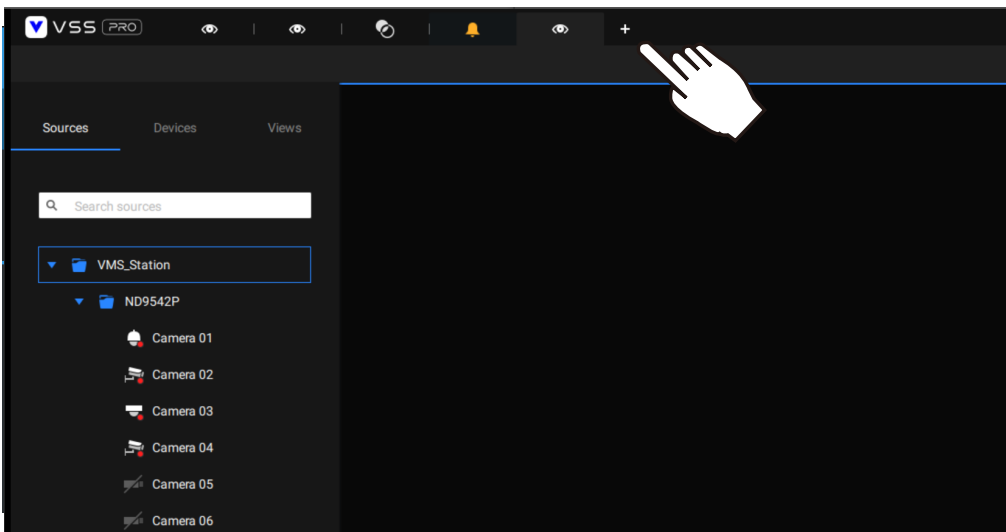 VSS PRO
+
Sources Devices Views
Search sources
VMS_Station
ND9542P
Camera 01
Camera 02
Camera 03
Camera 04
Camera 05
Camera 06